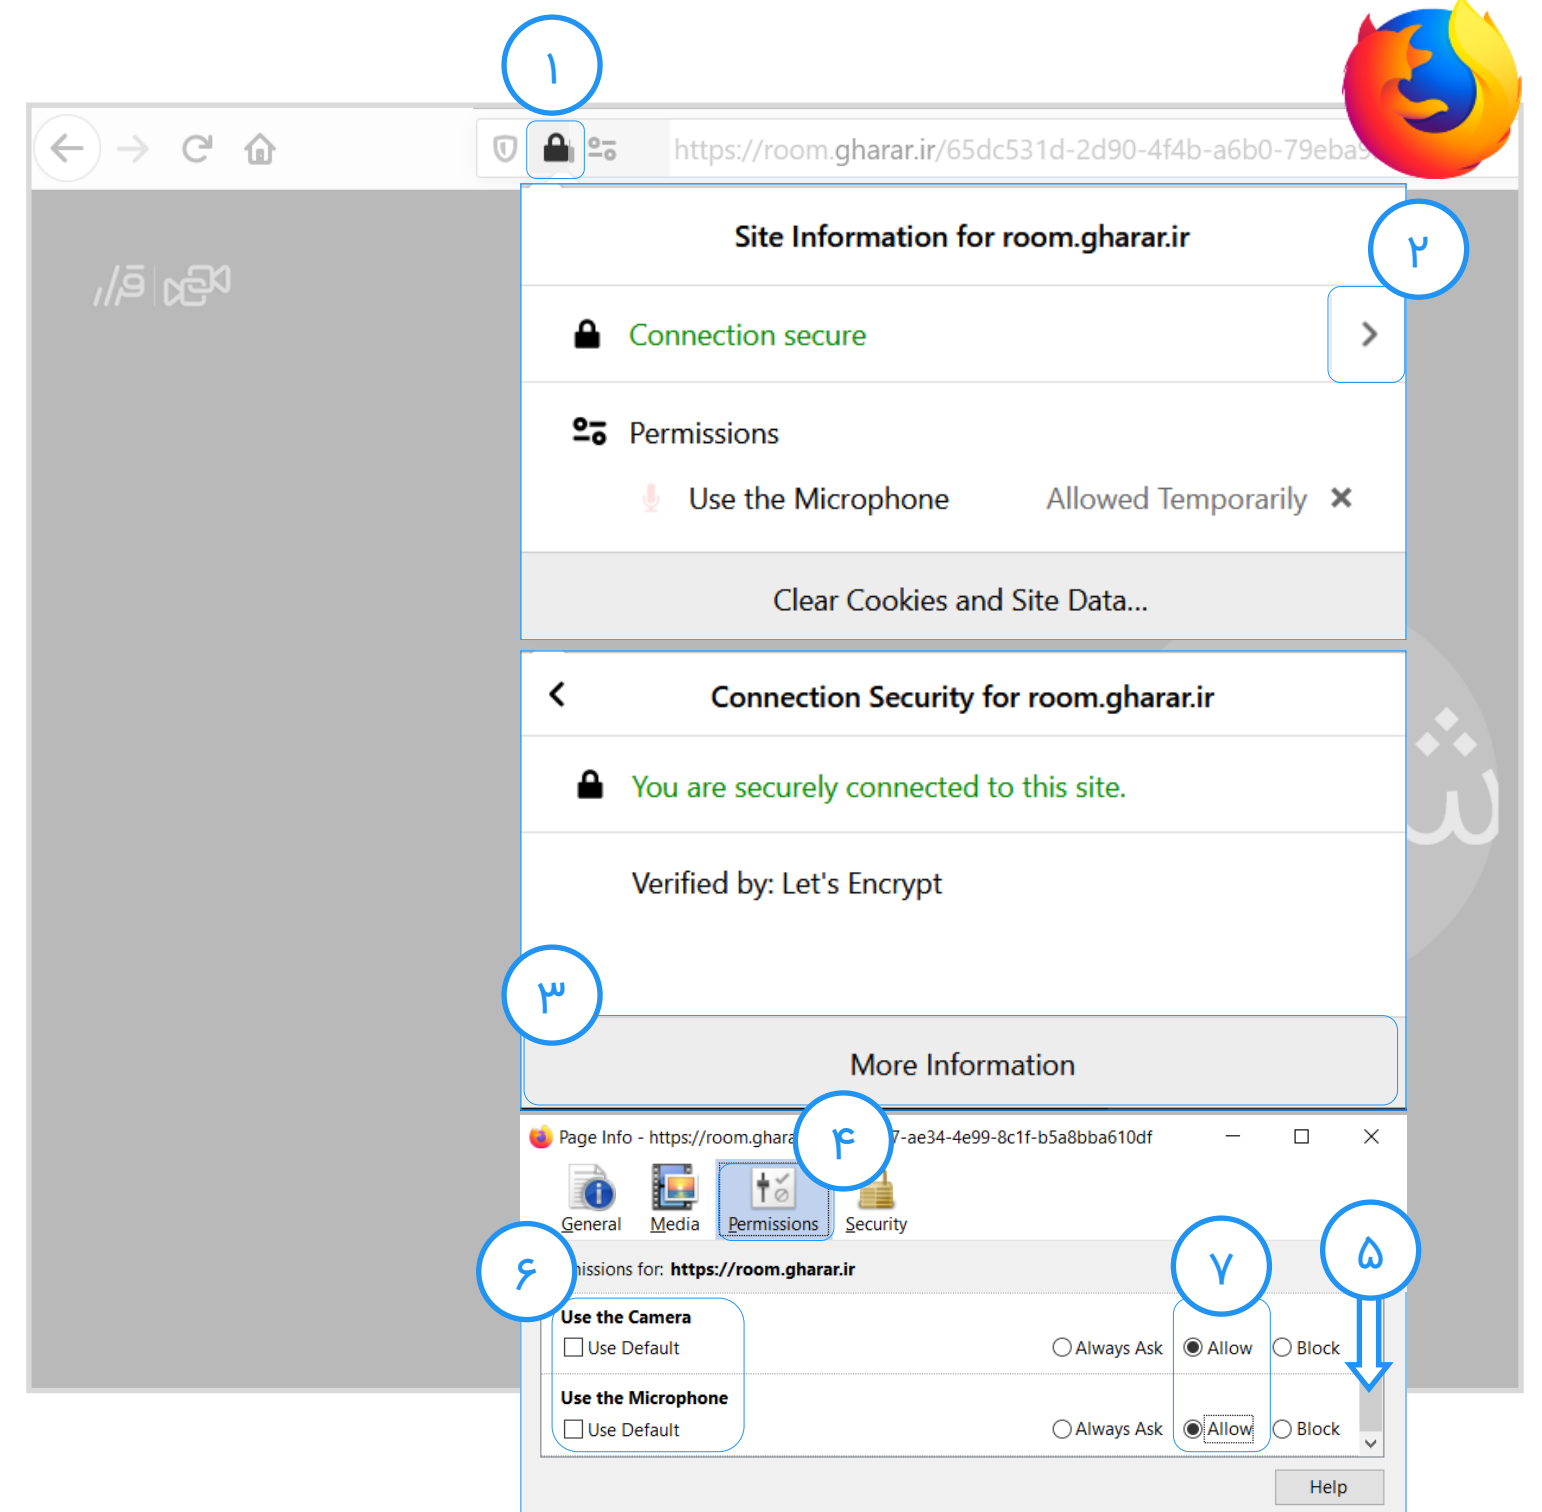 ۱
https://room.gharar.ir/65dc531d-2d90-4f4b-a6b0-79eba9
Site Information for room.gharar.ir
۲
قرار
Connection secure
Permissions
Use the Microphone Allowed Temporarily
Clear Cookies and Site Data...
Connection Security for room.gharar.ir
You are securely connected to this site.
Verified by: Let's Encrypt
۳
More Information
۴
Page Info - https://room.ghara 7-ae34-4e99-8c1f-b5a8bba610df
General Media Permissions Security
۶ ۷ ۵
missions for: https://room.gharar.ir
Use the Camera
Use Default Always Ask Allow Block
Use the Microphone
Use Default Always Ask Allow Block
Help